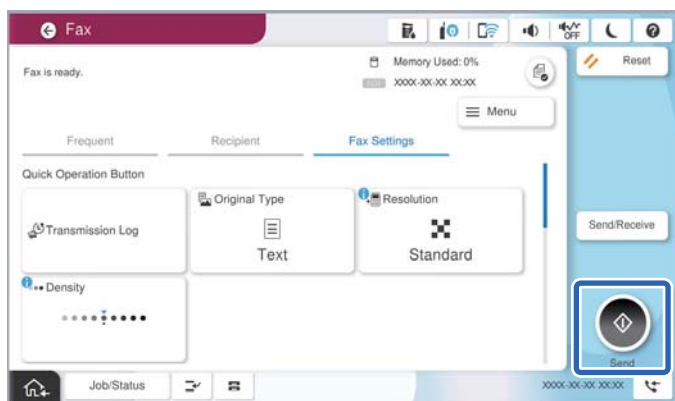 Fax
OFF
Fax is ready.
Memory Used: 0%
XXXX-XX-XX XX:XX
Reset
Menu
Frequent
Recipient
Fax Settings
Quick Operation Button
Transmission Log
Original Type
Text
Resolution
Standard
Send/Receive
Density
Send
Job/Status
XXXX-XX-XX XX:XX